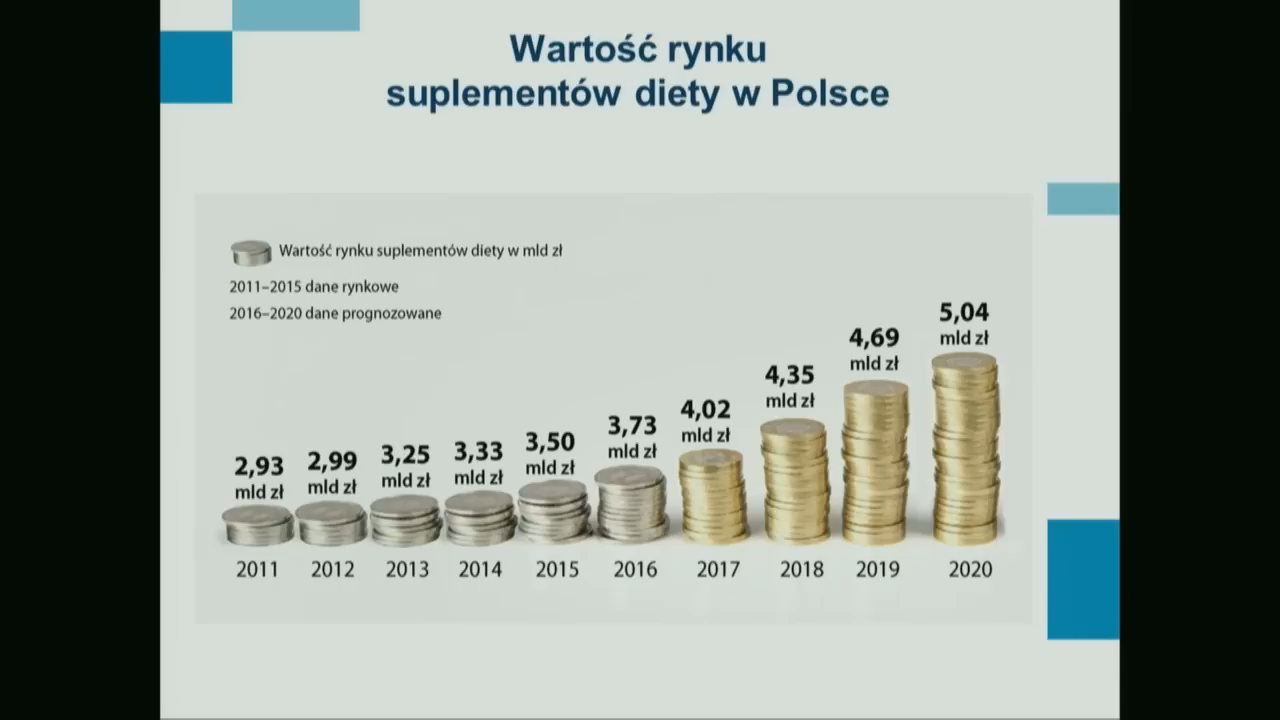 Wartość rynku
suplementów diety w Polsce
Wartość rynku suplementów diety w mld zł
2011–2015 dane rynkowe
2016–2020 dane prognozowane
2,93
mld zł
2,99
mld zł
3,25
mld zł
3,33
mld zł
3,50
mld zł
3,73
mld zł
4,02
mld zł
4,35
mld zł
4,69
mld zł
5,04
mld zł
2011 2012 2013 2014 2015 2016 2017 2018 2019 2020